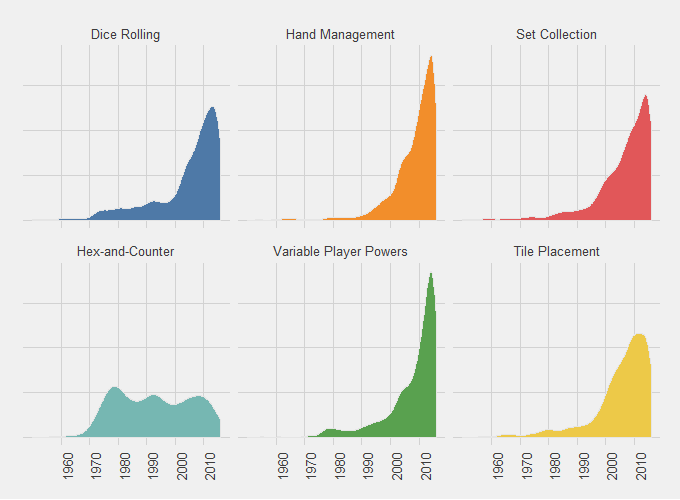 Dice Rolling
Hand Management
Set Collection
Hex-and-Counter
Variable Player Powers
Tile Placement
1960 1970 1980 1990 2000 2010
1960 1970 1980 1990 2000 2010
1960 1970 1980 1990 2000 2010